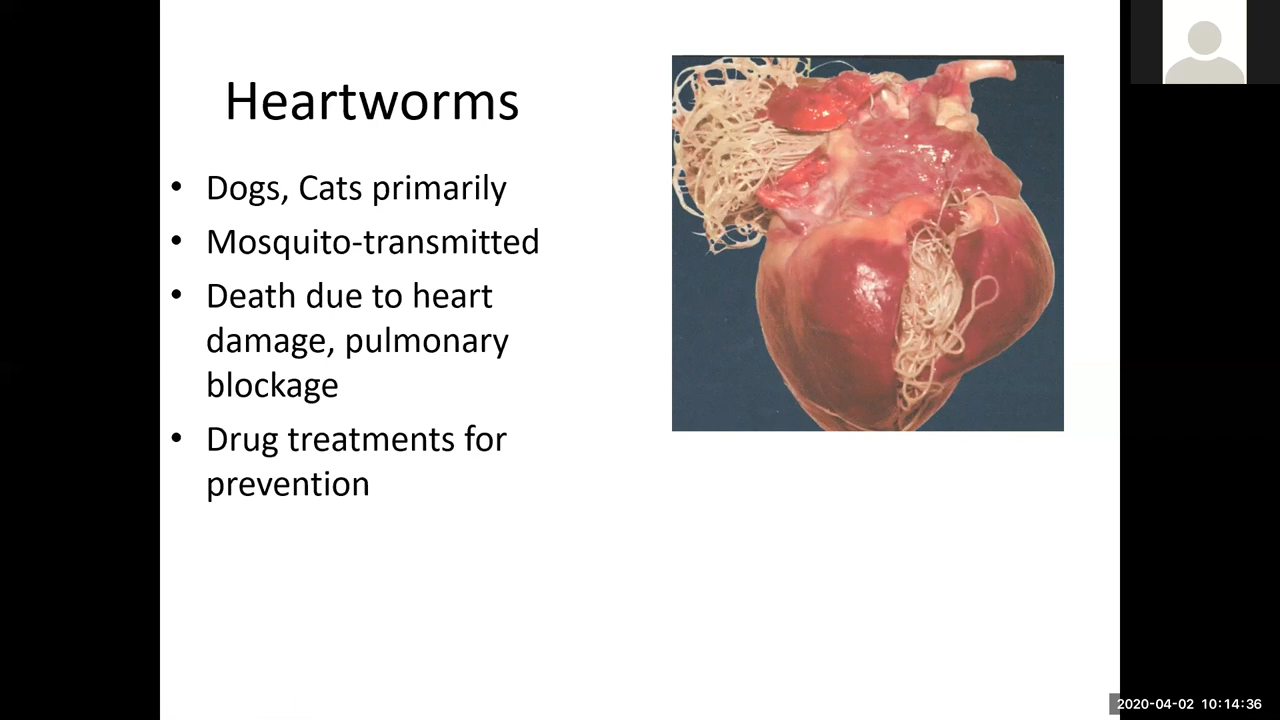 Heartworms
• Dogs, Cats primarily
• Mosquito-transmitted
• Death due to heart
damage, pulmonary
blockage
• Drug treatments for
prevention
2020-04-02 10:14:36